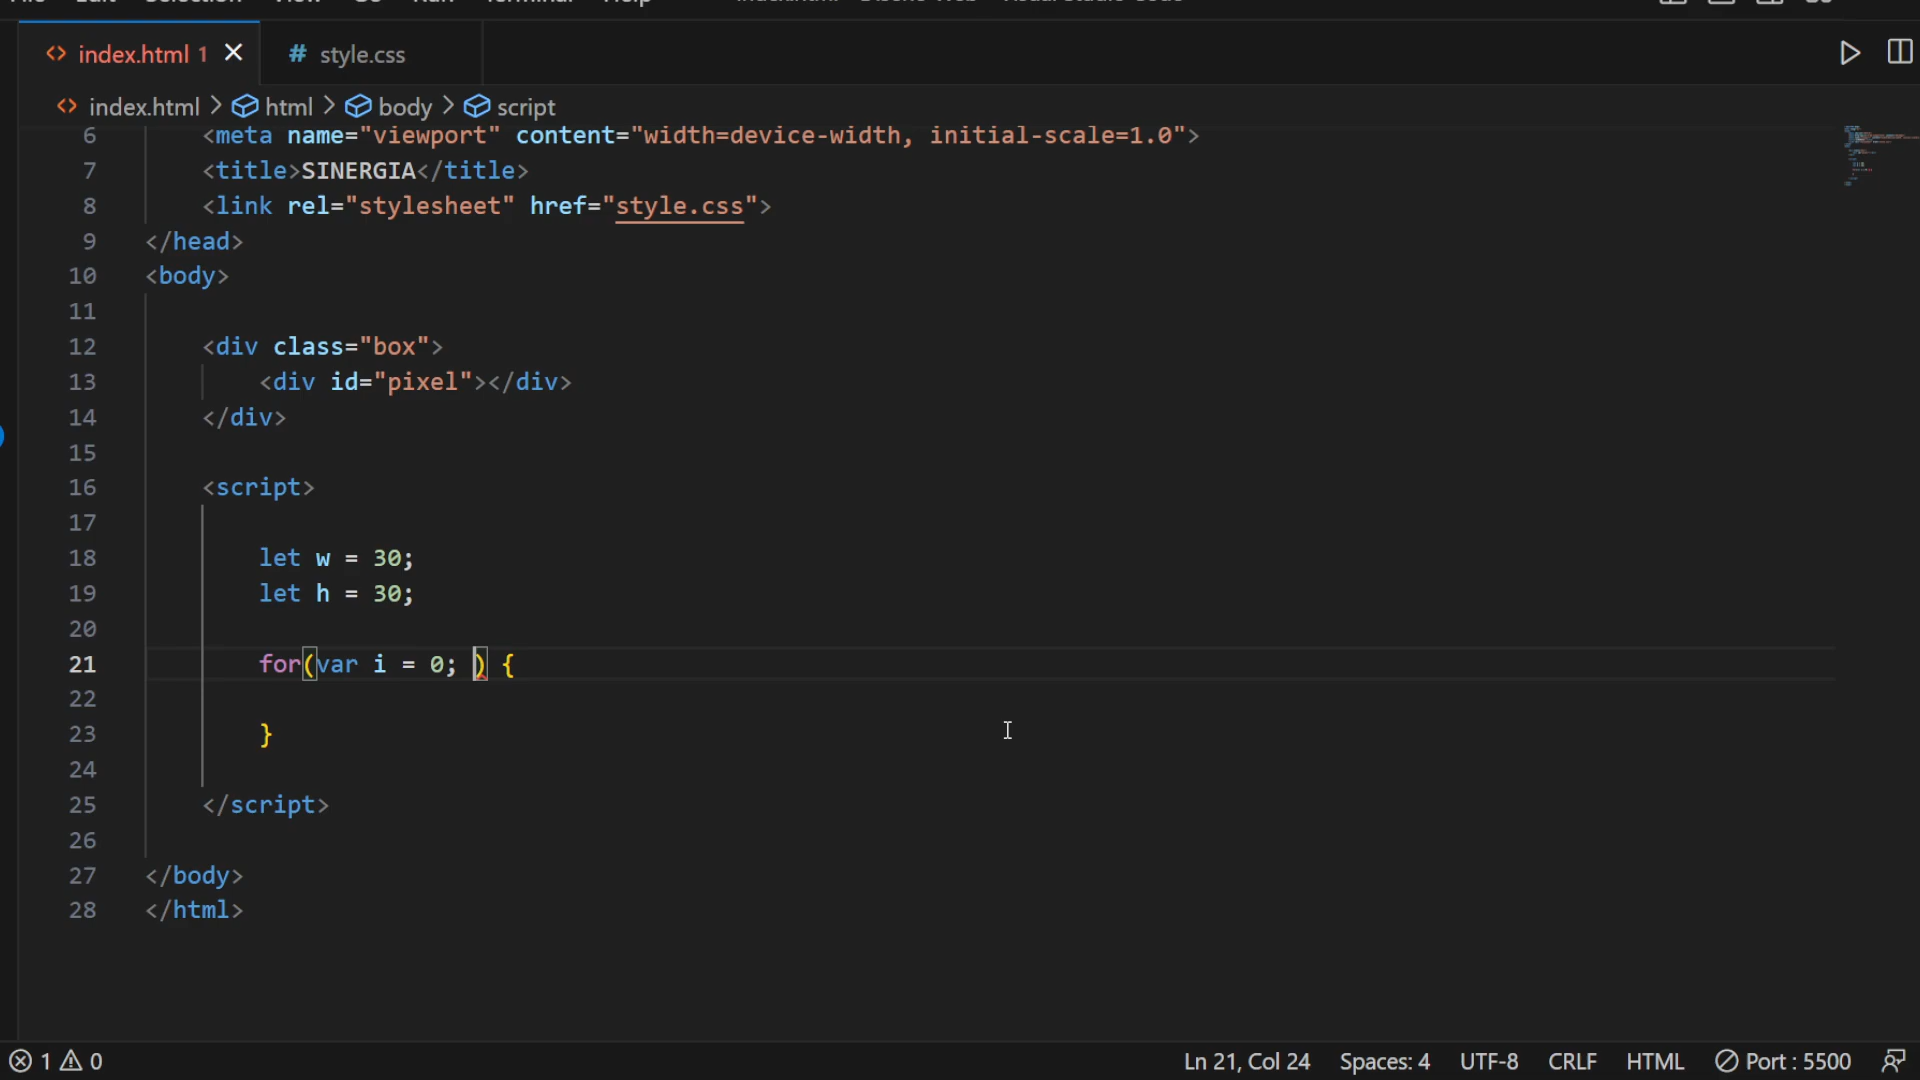 index.html 1
# style.css
index.html > html > body > script
6 <meta name="viewport" content="width=device-width, initial-scale=1.0">
7 <title>SINERGIA</title>
8 <link rel="stylesheet" href="style.css">
9 </head>
10 <body>
11
12 <div class="box">
13 <div id="pixel"></div>
14 </div>
15
16 <script>
17
18 let w = 30;
19 let h = 30;
20
21 for(var i = 0; ) {
22
23 }
24
25 </script>
26
27 </body>
28 </html>
1 0 Ln 21, Col 24 Spaces: 4 UTF-8 CRLF HTML Port : 5500